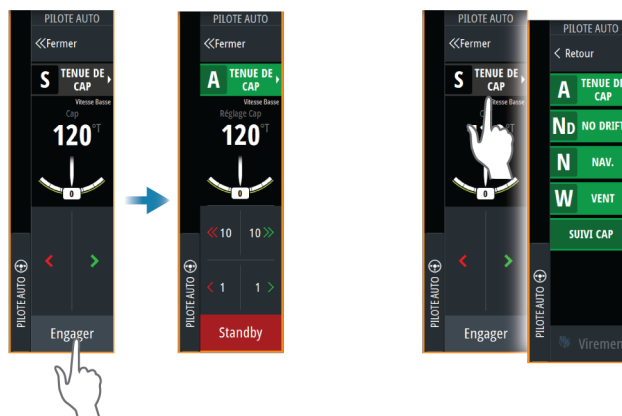 PILOTE AUTO
Fermer
S TENUE DE
CAP
Vitesse Basse
Cap
120°T
0
Engager
PILOTE AUTO
PILOTE AUTO
Fermer
A TENUE DE
CAP
Vitesse Basse
Réglage Cap
120°T
0
10 10
1 1
Standby
PILOTE AUTO
PILOTE AUTO
Fermer
S TENUE DE
CAP
Vitesse Basse
0
Engager
PILOTE AUTO
PILOTE AUTO
Retour
A TENUE DE
CAP
ND NO DRIFT
N NAV.
W VENT
SUIVI CAP
Viremen
PILOTE AUTO